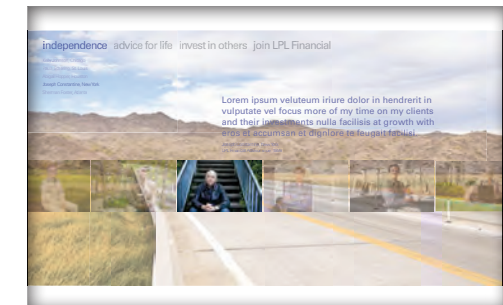 independence advice for life invest in others join LPL Financial
Joseph Constantine, New York
Lorem ipsum veluteum iriure dolor in hendrerit in
vulputate vel focus more of my time on my clients
and their investments nulla facilisis at growth with
eros et accumsan et digniore te feugait facilisi